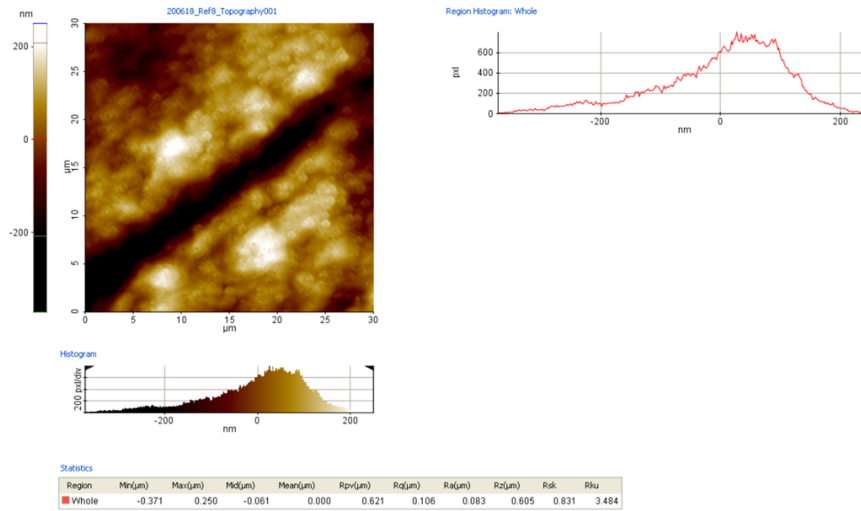 nm
200618_Ref8_Topography001
200
0
-200
30
25
20
15
10
5
0
μm
0 5 10 15 20 25 30
μm
Region Histogram: Whole
pxl
600
400
200
0
-200 0 200
nm
Histogram
200 pxl/div
-200 0 200
nm
Statistics
Region Min(μm) Max(μm) Mid(μm) Mean(μm) Rpv(μm) Rq(μm) Ra(μm) Rz(μm) Rsk Rku
Whole -0.371 0.250 -0.061 0.000 0.621 0.106 0.083 0.605 0.831 3.484